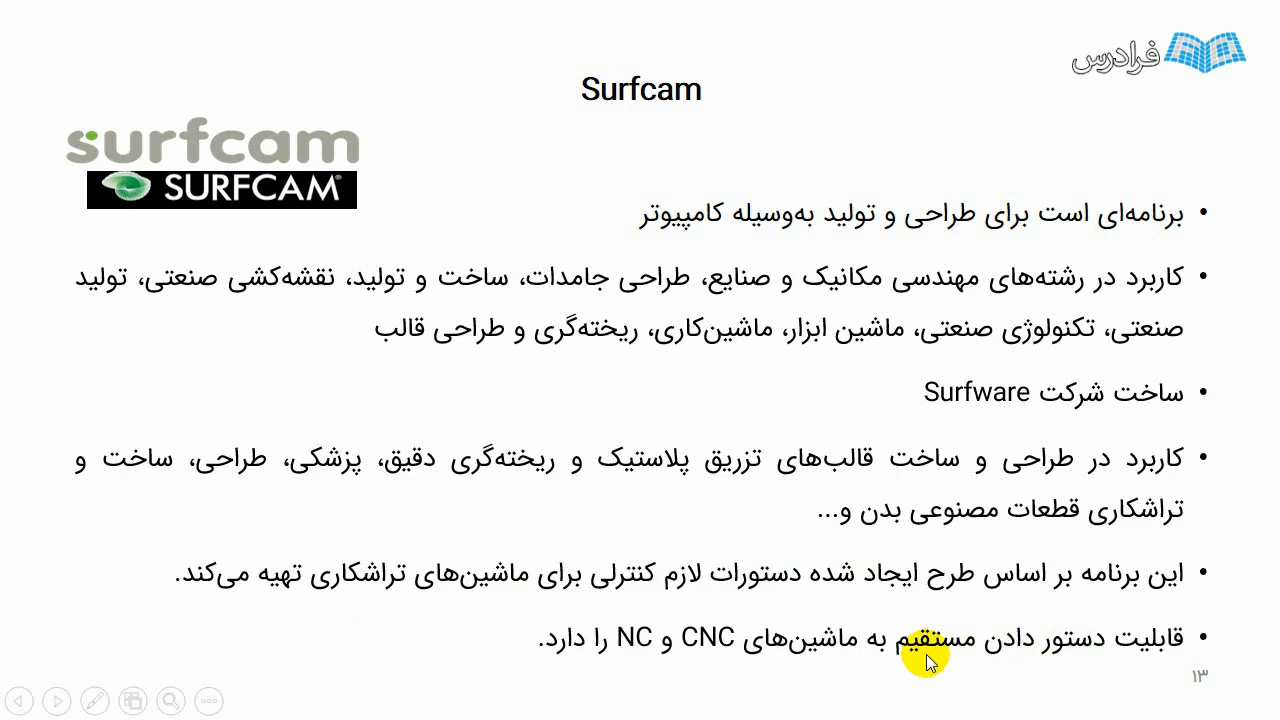 فرادرس
Surfcam
surfcam
SURFCAM®
• برنامه‌ای است برای طراحی و تولید به‌وسیله کامپیوتر
• کاربرد در رشته‌های مهندسی مکانیک و صنایع، طراحی جامدات، ساخت و تولید، نقشه‌کشی صنعتی، تولید
صنعتی، تکنولوژی صنعتی، ماشین ابزار، ماشین‌کاری، ریخته‌گری و طراحی قالب
• ساخت شرکت Surfware
• کاربرد در طراحی و ساخت قالب‌های تزریق پلاستیک و ریخته‌گری دقیق، پزشکی، طراحی، ساخت و
تراشکاری قطعات مصنوعی بدن و...
• این برنامه بر اساس طرح ایجاد شده دستورات لازم کنترلی برای ماشین‌های تراشکاری تهیه می‌کند.
• قابلیت دستور دادن مستقیم به ماشین‌های CNC و NC را دارد.
۱۳